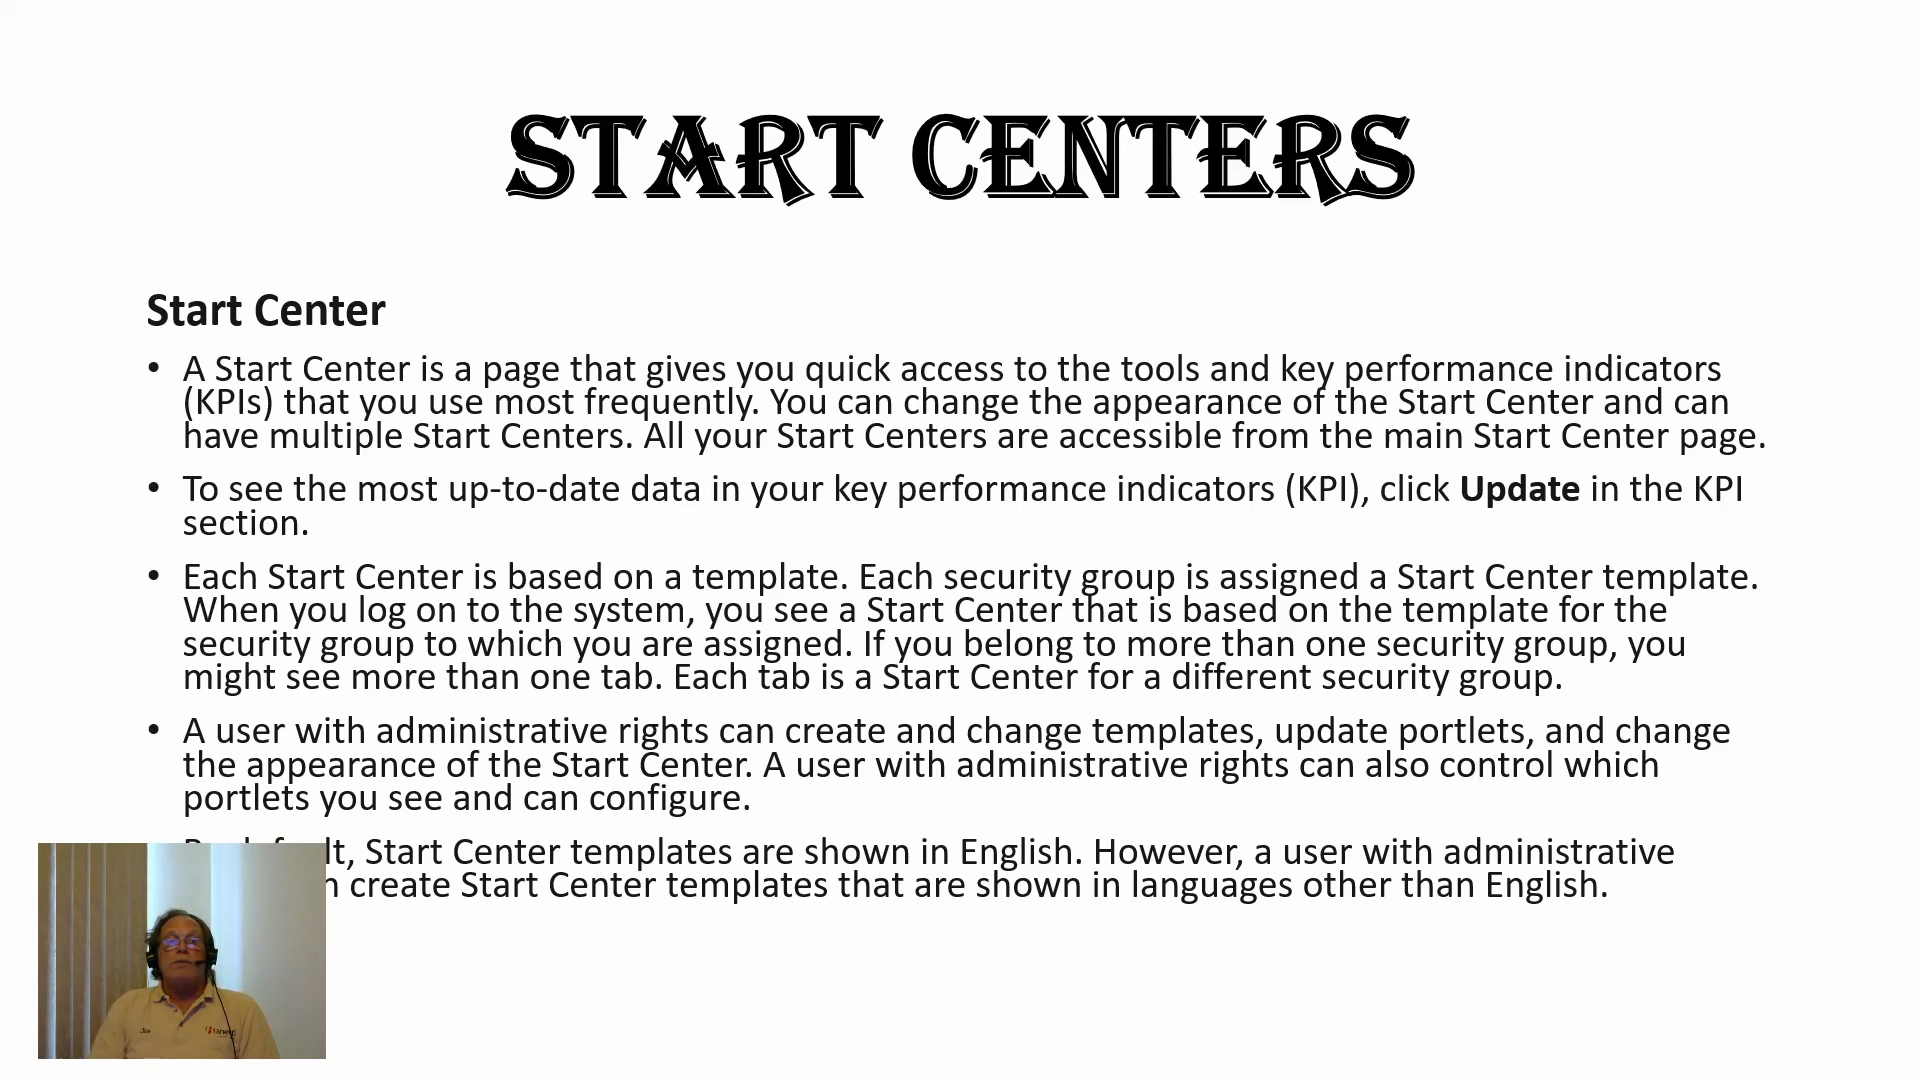 START CENTERS
Start Center
• A Start Center is a page that gives you quick access to the tools and key performance indicators
(KPIs) that you use most frequently. You can change the appearance of the Start Center and can
have multiple Start Centers. All your Start Centers are accessible from the main Start Center page.
• To see the most up-to-date data in your key performance indicators (KPI), click Update in the KPI
section.
• Each Start Center is based on a template. Each security group is assigned a Start Center template.
When you log on to the system, you see a Start Center that is based on the template for the
security group to which you are assigned. If you belong to more than one security group, you
might see more than one tab. Each tab is a Start Center for a different security group.
• A user with administrative rights can create and change templates, update portlets, and change
the appearance of the Start Center. A user with administrative rights can also control which
portlets you see and can configure.
Start Center templates are shown in English. However, a user with administrative
create Start Center templates that are shown in languages other than English.
Joe